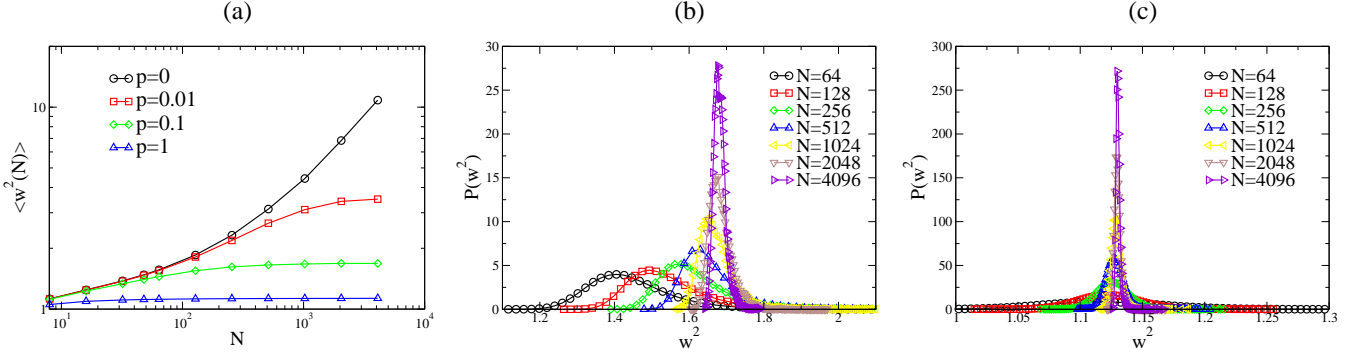 (a)
(b)
(c)
<w²(N)>
10
1
10¹
10²
10³
10⁴
N
p=0
p=0.01
p=0.1
p=1
P(w²)
30
25
20
15
10
5
0
1.2
1.4
1.6
1.8
2
w²
N=64
N=128
N=256
N=512
N=1024
N=2048
N=4096
P(w²)
300
250
200
150
100
50
0
1
1.05
1.1
1.15
1.2
1.25
1.3
w²
N=64
N=128
N=256
N=512
N=1024
N=2048
N=4096